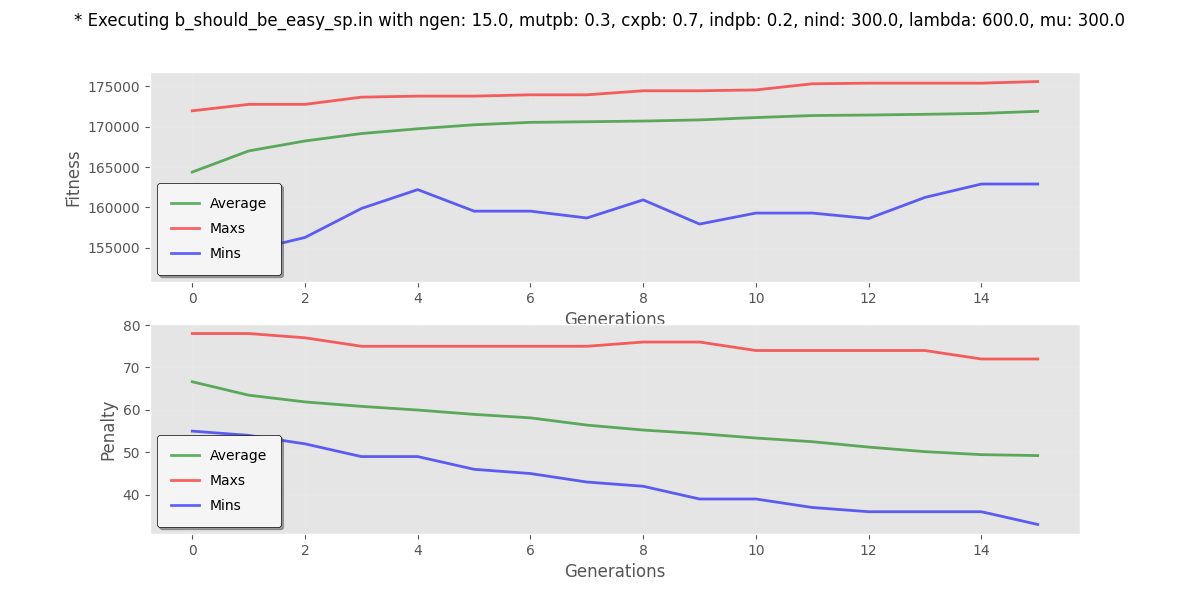 * Executing b_should_be_easy_sp.in with ngen: 15.0, mutpb: 0.3, cxpb: 0.7, indpb: 0.2, nind: 300.0, lambda: 600.0, mu: 300.0
175000
170000
165000
160000
155000
Fitness
Average
Maxs
Mins
0 2 4 6 8 10 12 14
Generations
80
70
60
50
40
Penalty
Average
Maxs
Mins
0 2 4 6 8 10 12 14
Generations